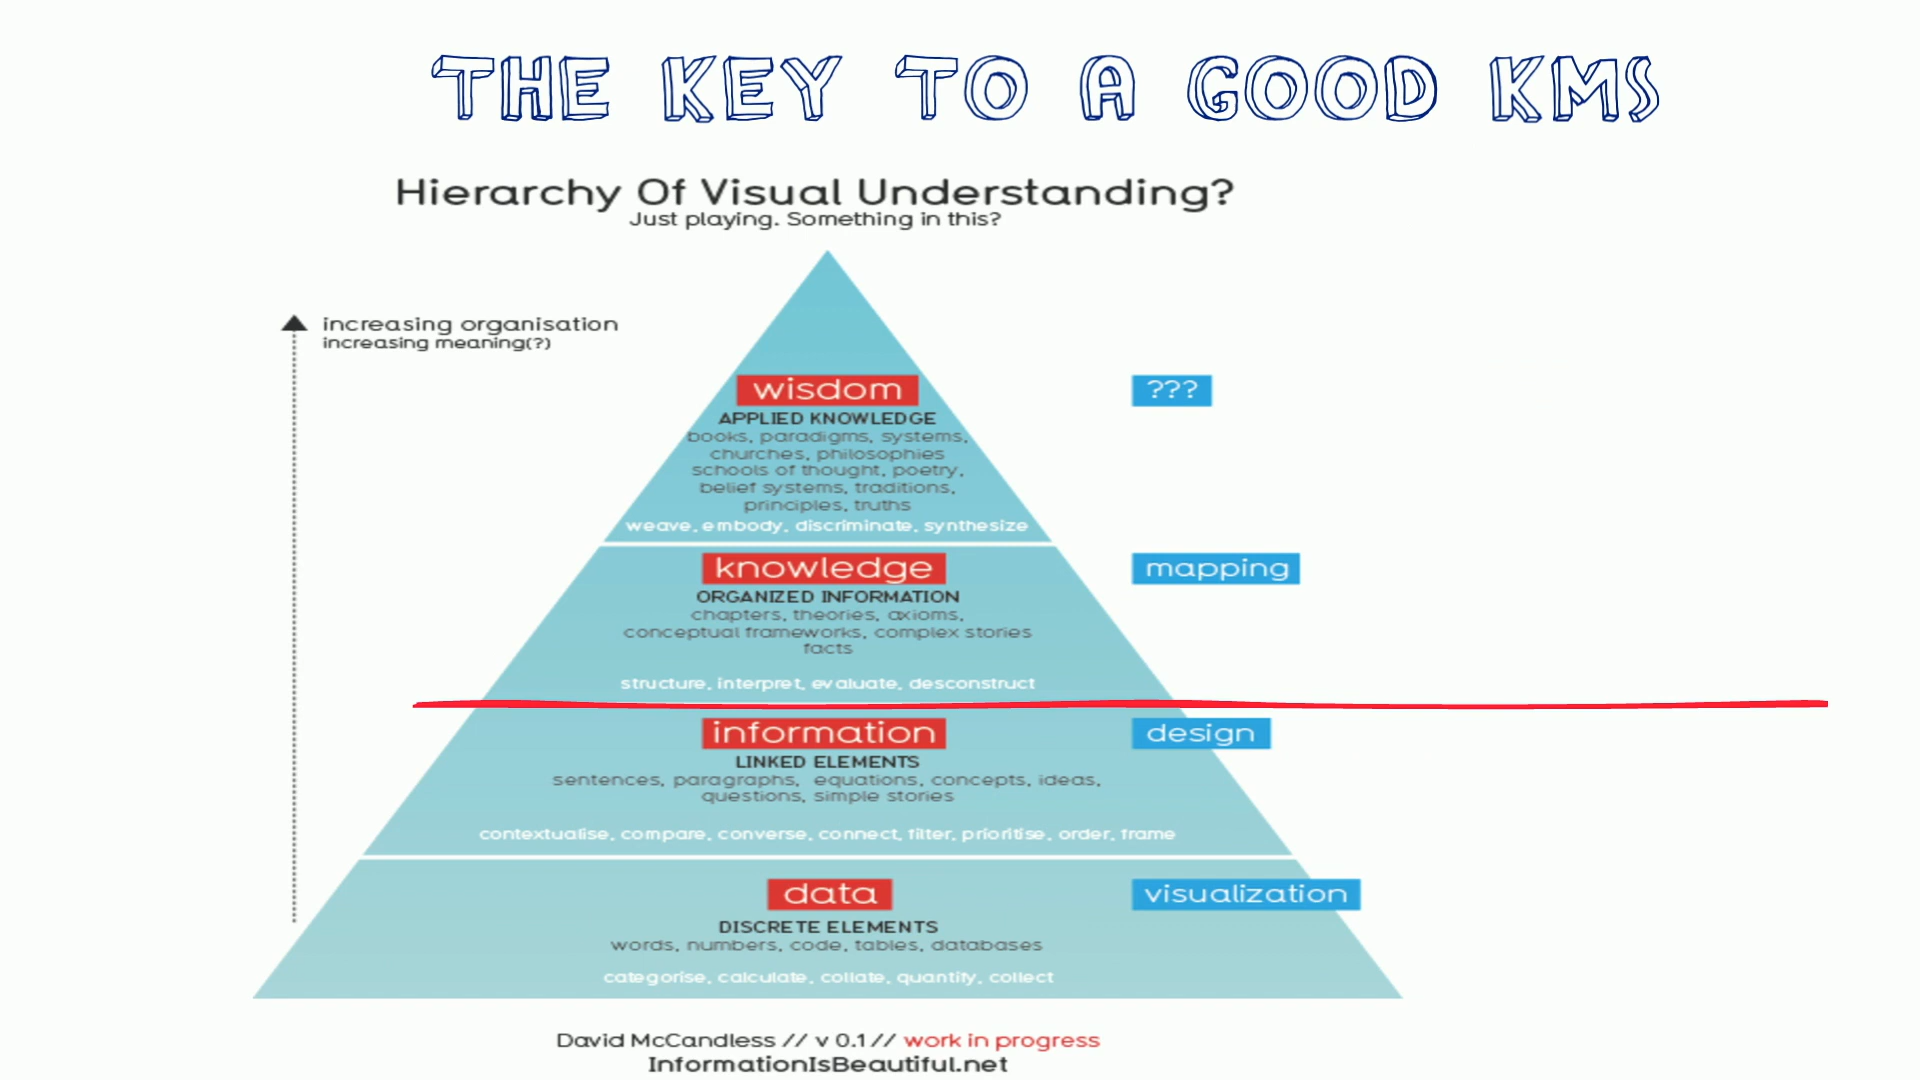 THE KEY TO A GOOD KMS
Hierarchy Of Visual Understanding?
Just playing. Something in this?
increasing organisation
increasing meaning(?)
wisdom
???
APPLIED KNOWLEDGE
books, paradigms, systems,
churches, philosophies
schools of thought, poetry,
belief systems, traditions,
principles, truths
weave, embody, discriminate, synthesize
knowledge
mapping
ORGANIZED INFORMATION
chapters, theories, axioms,
conceptual frameworks, complex stories
facts
structure, interpret, evaluate, desconstruct
information
design
LINKED ELEMENTS
sentences, paragraphs, equations, concepts, ideas,
questions, simple stories
contextualise, compare, converse, connect, filter, prioritise, order, frame
data
visualization
DISCRETE ELEMENTS
words, numbers, code, tables, databases
categorise, calculate, collate, quantify, collect
David McCandless // v 0.1 // work in progress
InformationIsBeautiful.net